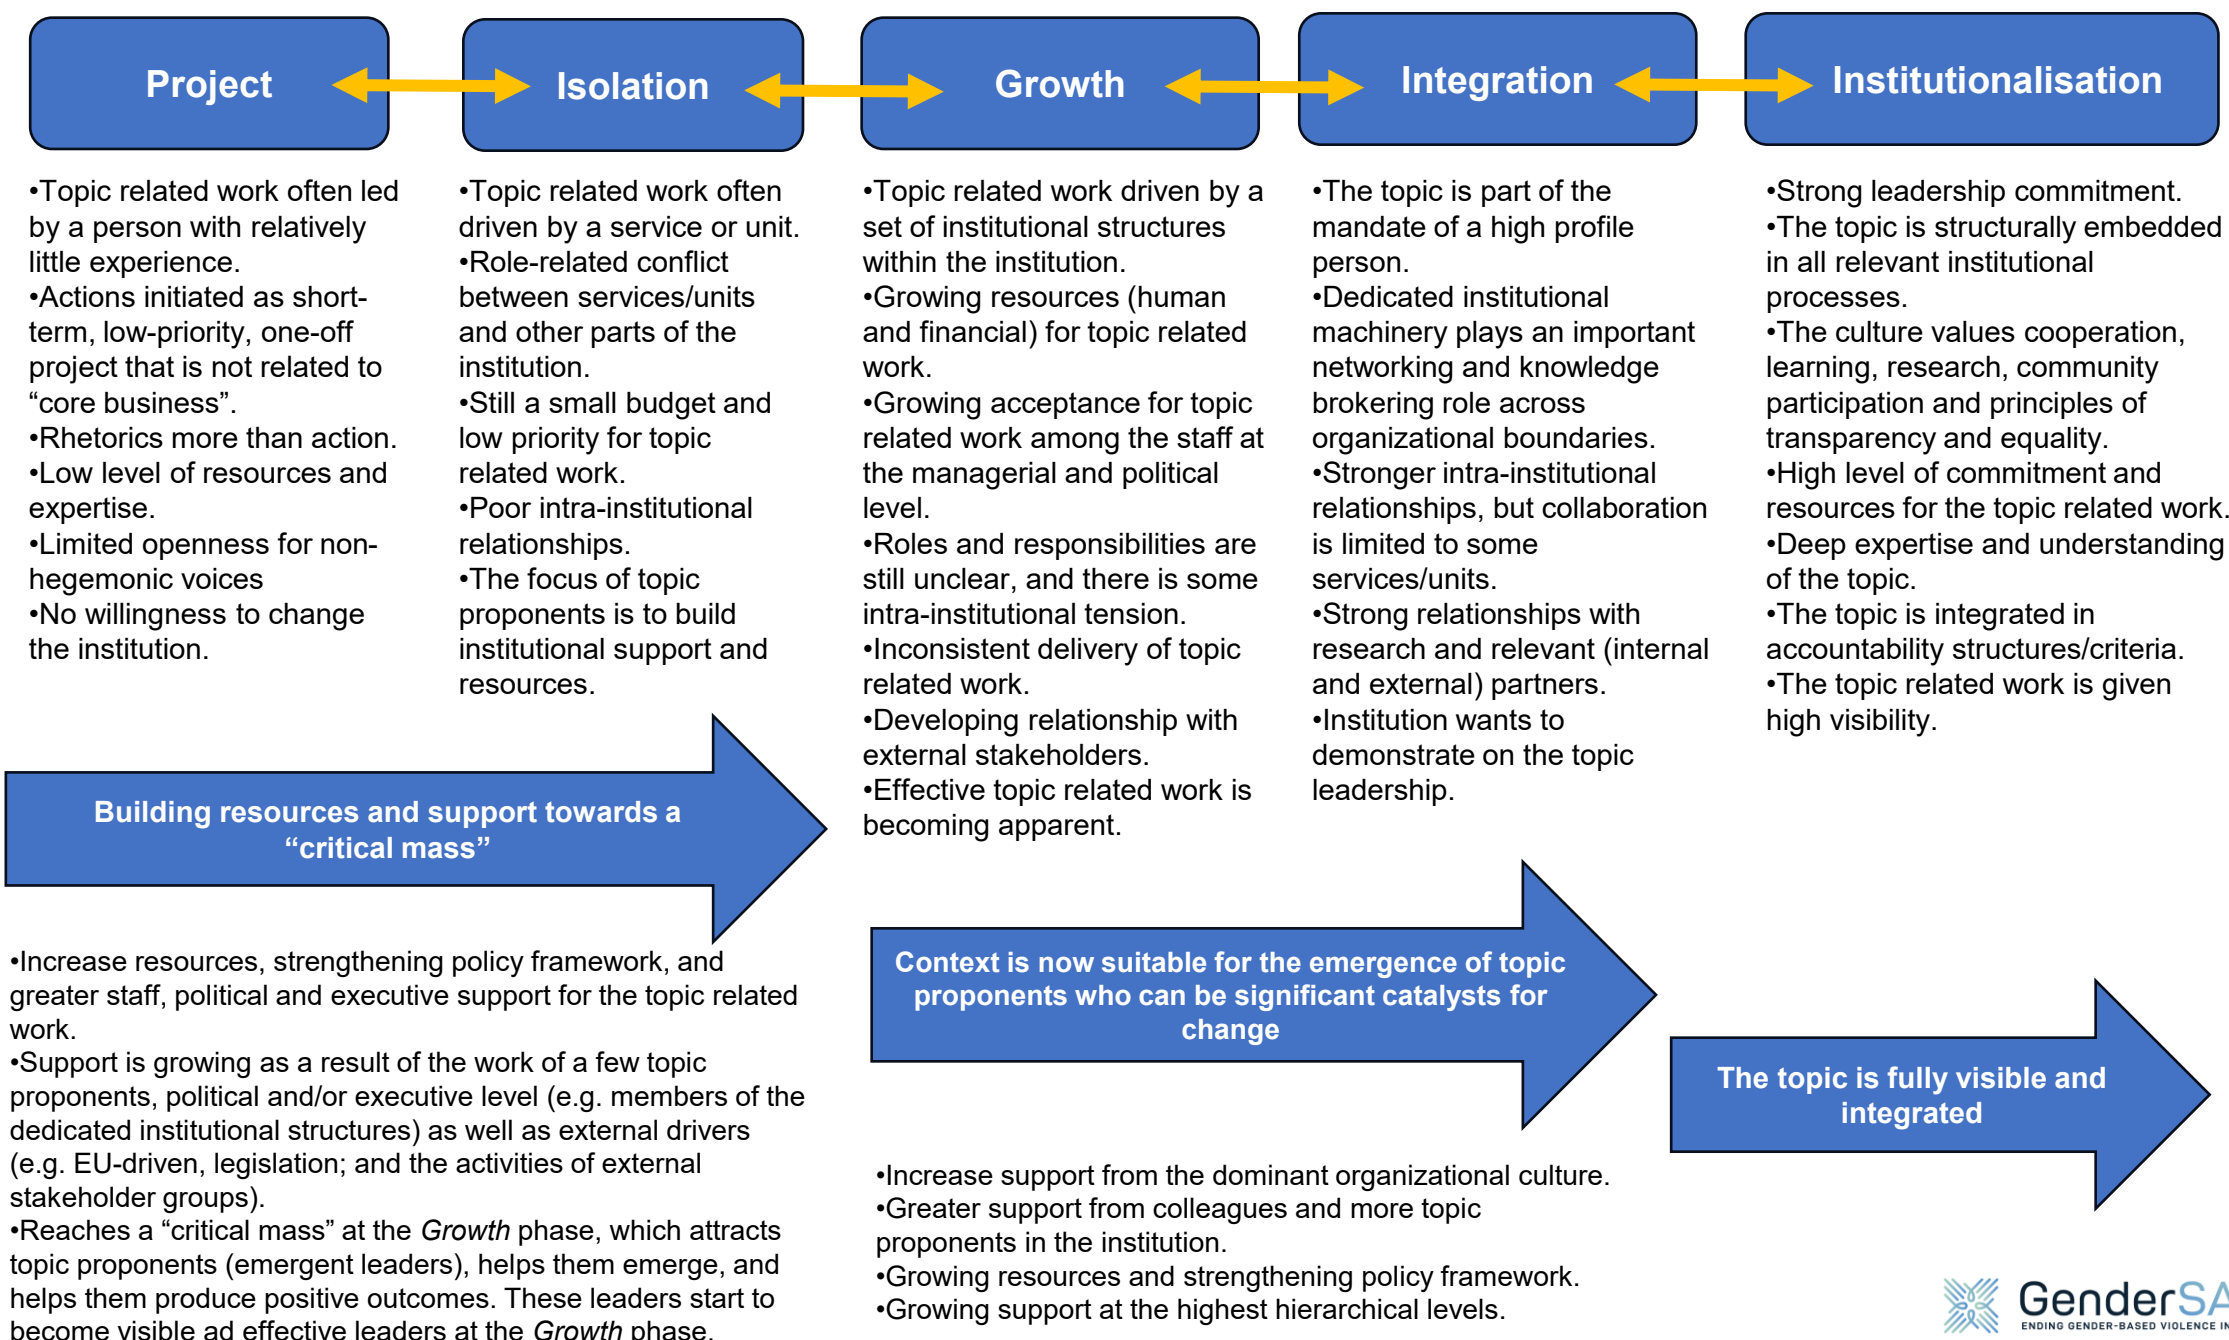 Project
Isolation
Growth
Integration
Institutionalisation
•Topic related work often led
by a person with relatively
little experience.
•Actions initiated as short-
term, low-priority, one-off
project that is not related to
“core business”.
•Rhetorics more than action.
•Low level of resources and
expertise.
•Limited openness for non-
hegemonic voices
•No willingness to change
the institution.
•Topic related work often
driven by a service or unit.
•Role-related conflict
between services/units
and other parts of the
institution.
•Still a small budget and
low priority for topic
related work.
•Poor intra-institutional
relationships.
•The focus of topic
proponents is to build
institutional support and
resources.
•Topic related work driven by a
set of institutional structures
within the institution.
•Growing resources (human
and financial) for topic related
work.
•Growing acceptance for topic
related work among the staff at
the managerial and political
level.
•Roles and responsibilities are
still unclear, and there is some
intra-institutional tension.
•Inconsistent delivery of topic
related work.
•Developing relationship with
external stakeholders.
•Effective topic related work is
becoming apparent.
•The topic is part of the
mandate of a high profile
person.
•Dedicated institutional
machinery plays an important
networking and knowledge
brokering role across
organizational boundaries.
•Stronger intra-institutional
relationships, but collaboration
is limited to some
services/units.
•Strong relationships with
research and relevant (internal
and external) partners.
•Institution wants to
demonstrate on the topic
leadership.
•Strong leadership commitment.
•The topic is structurally embedded
in all relevant institutional
processes.
•The culture values cooperation,
learning, research, community
participation and principles of
transparency and equality.
•High level of commitment and
resources for the topic related work.
•Deep expertise and understanding
of the topic.
•The topic is integrated in
accountability structures/criteria.
•The topic related work is given
high visibility.
Building resources and support towards a
“critical mass”
•Increase resources, strengthening policy framework, and
greater staff, political and executive support for the topic related
work.
•Support is growing as a result of the work of a few topic
proponents, political and/or executive level (e.g. members of the
dedicated institutional structures) as well as external drivers
(e.g. EU-driven, legislation; and the activities of external
stakeholder groups).
•Reaches a “critical mass” at the Growth phase, which attracts
topic proponents (emergent leaders), helps them emerge, and
helps them produce positive outcomes. These leaders start to
become visible ad effective leaders at the Growth phase.
Context is now suitable for the emergence of topic
proponents who can be significant catalysts for
change
•Increase support from the dominant organizational culture.
•Greater support from colleagues and more topic
proponents in the institution.
•Growing resources and strengthening policy framework.
•Growing support at the highest hierarchical levels.
The topic is fully visible and
integrated
GenderSA
ENDING GENDER-BASED VIOLENCE IN